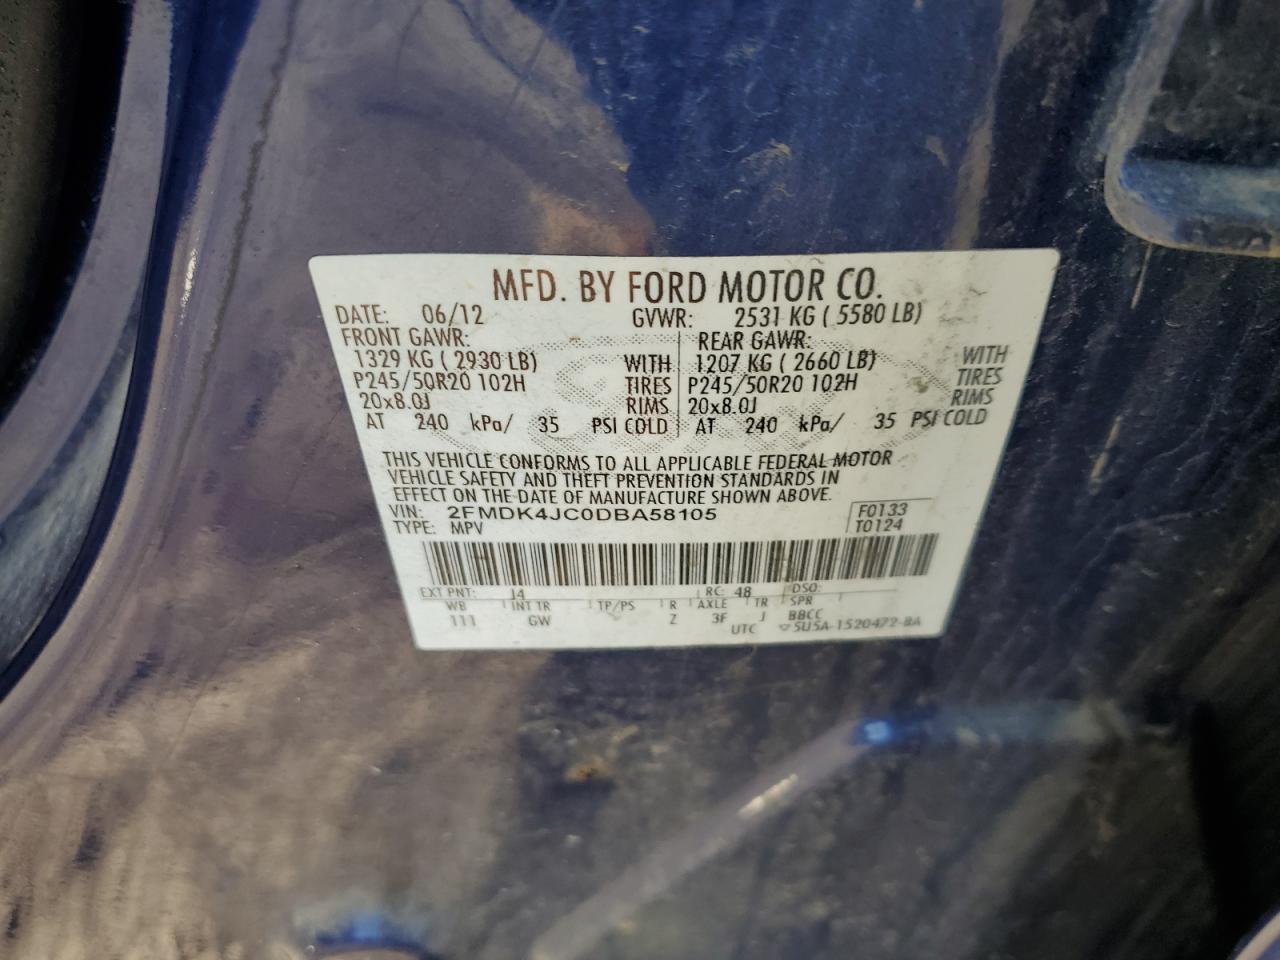 MFD. BY FORD MOTOR CO.
DATE: 06/12 GVWR: 2531 KG ( 5580 LB)
FRONT GAWR: REAR GAWR:
1329 KG ( 2930 LB) WITH 1207 KG ( 2660 LB) WITH
P245/50R20 102H TIRES P245/50R20 102H TIRES
20x8.0J RIMS 20x8.0J RIMS
AT 240 kPa/ 35 PSI COLD AT 240 kPa/ 35 PSI COLD
THIS VEHICLE CONFORMS TO ALL APPLICABLE FEDERAL MOTOR
VEHICLE SAFETY AND THEFT PREVENTION STANDARDS IN
EFFECT ON THE DATE OF MANUFACTURE SHOWN ABOVE.
VIN: 2FMDK4JC0DBA58105 F0133
TYPE: MPV T0124
EXT PNT: J4 RC: 48 DSO:
WB INT TR TP/PS R AXLE TR SPR
111 GW Z 3F J BBCC
UTC 5U5A-1520472-BA